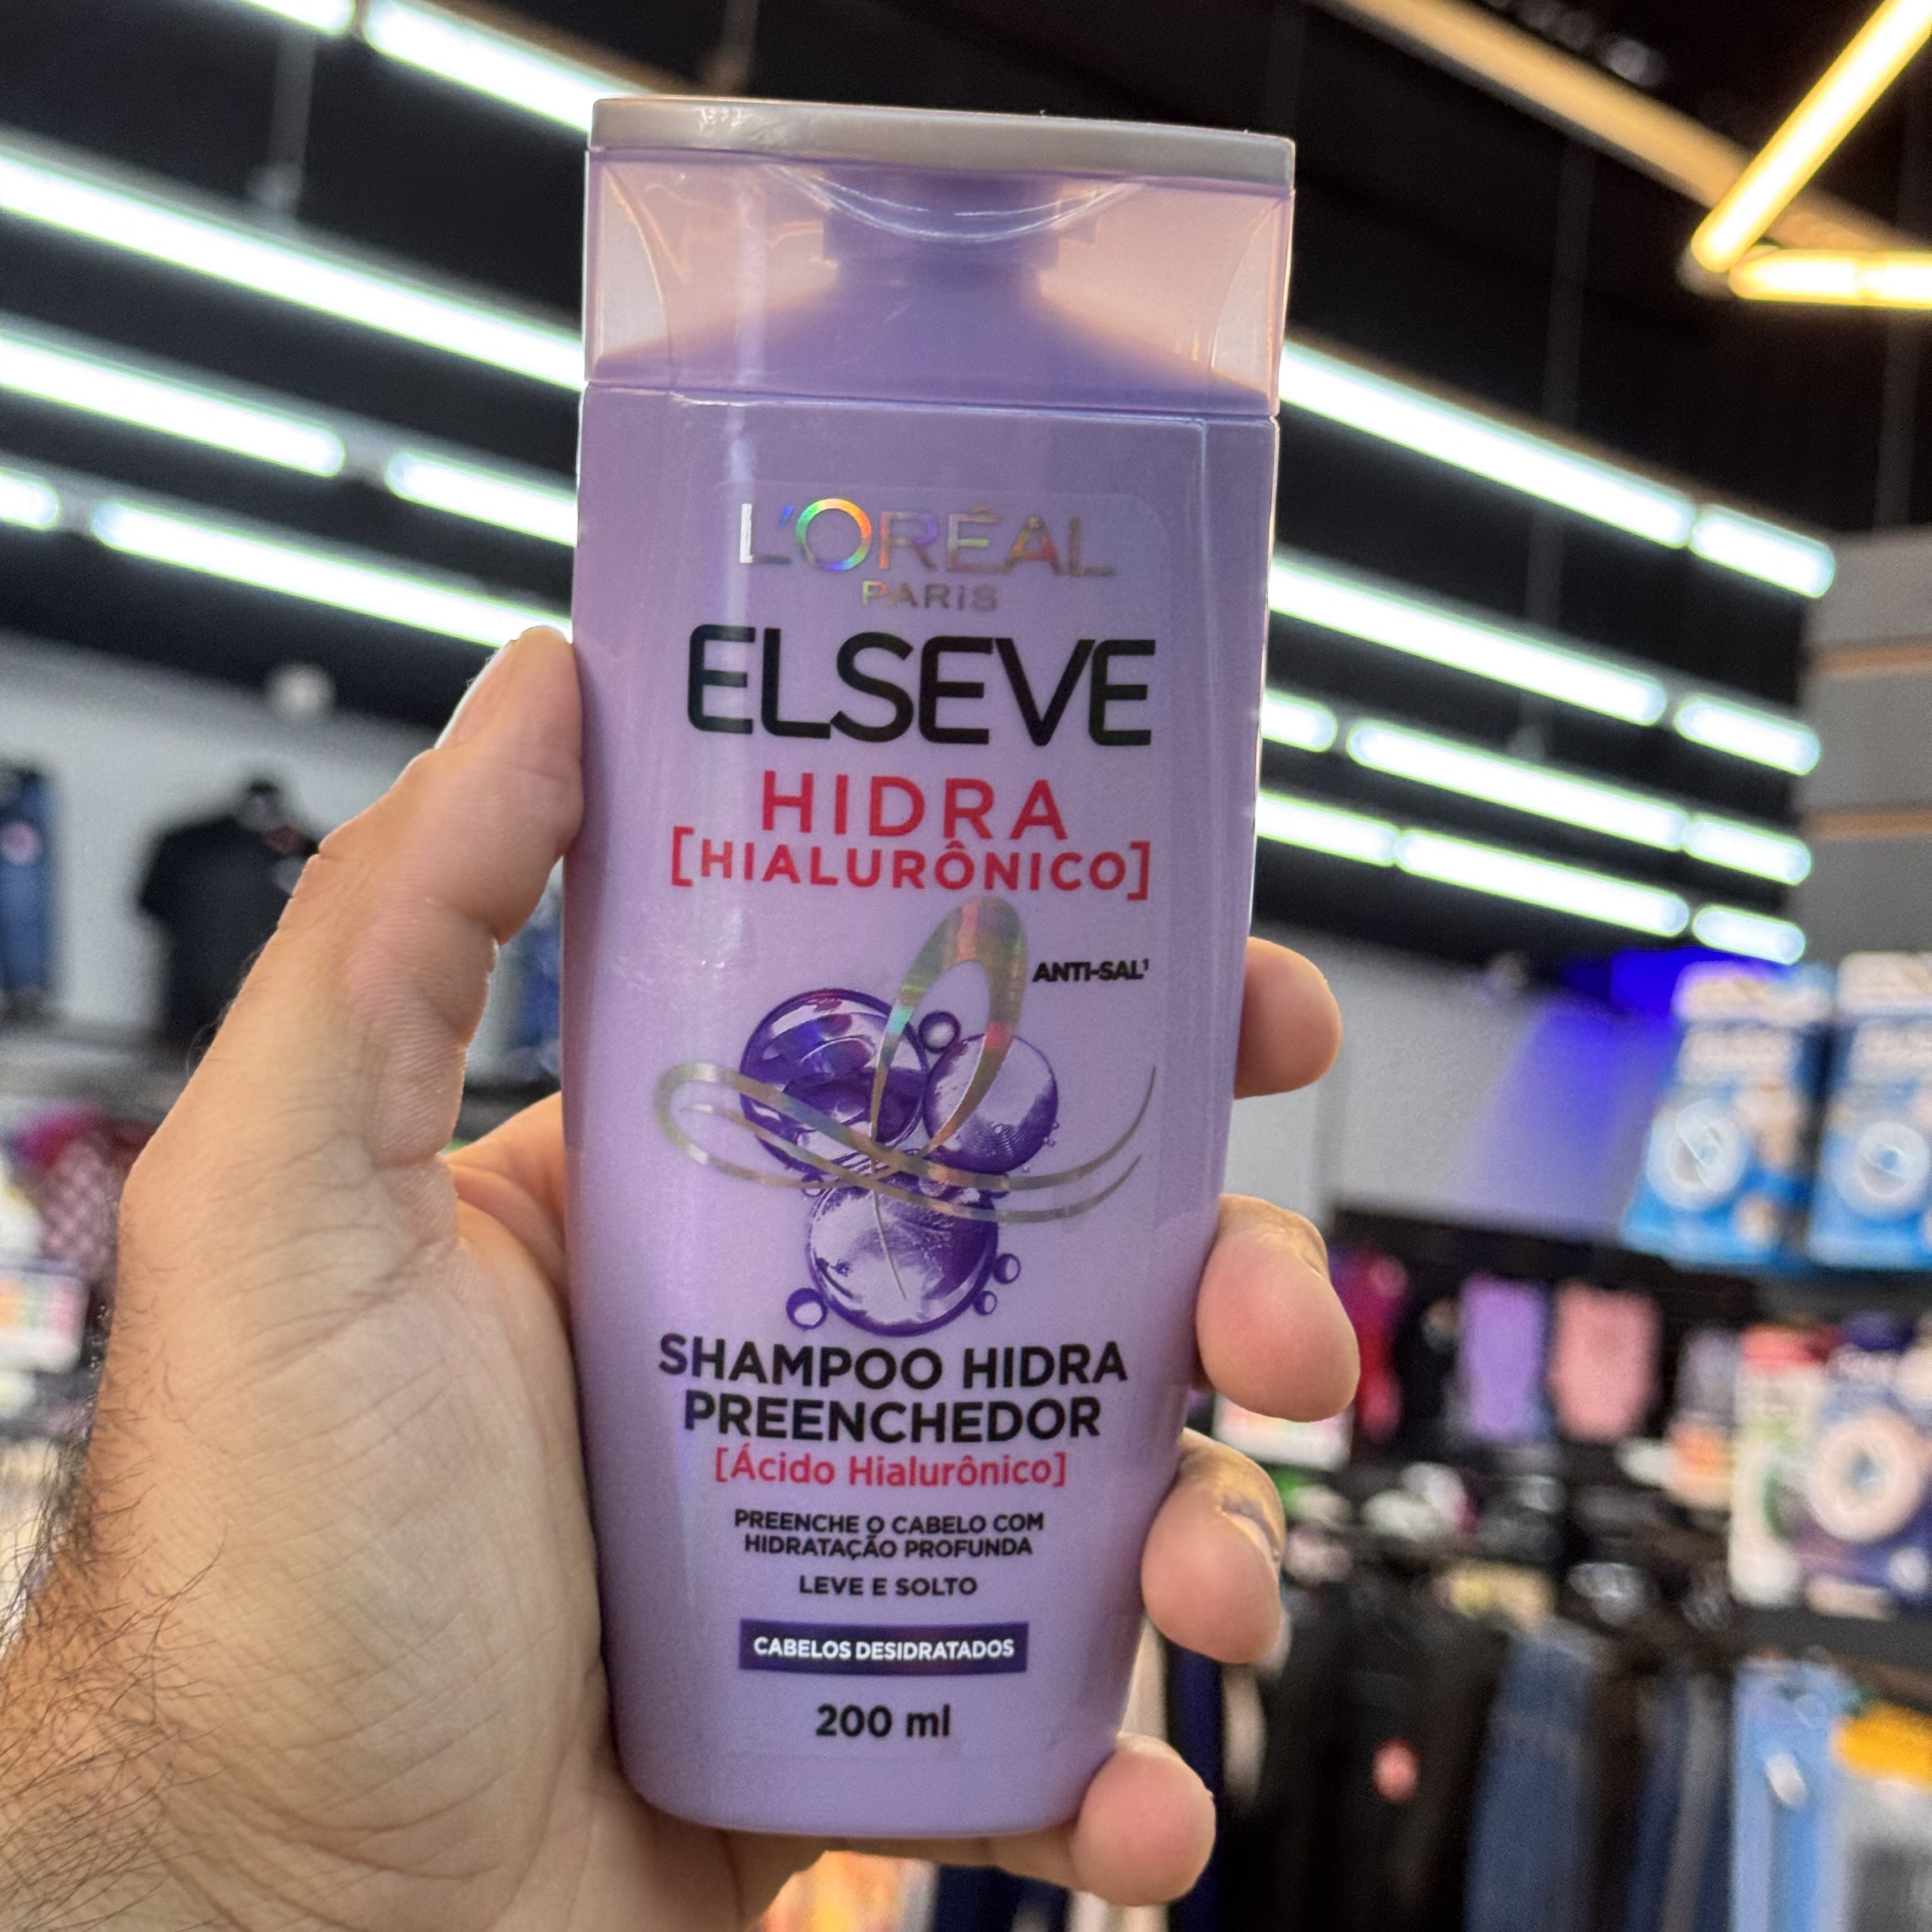 L'ORÉAL
PARIS
ELSEVE
HIDRA
[HIALURÔNICO]
ANTI-SAL¹
SHAMPOO HIDRA
PREENCHEDOR
[Ácido Hialurônico]
PREENCHE O CABELO COM
HIDRATAÇÃO PROFUNDA
LEVE E SOLTO
CABELOS DESIDRATADOS
200 ml